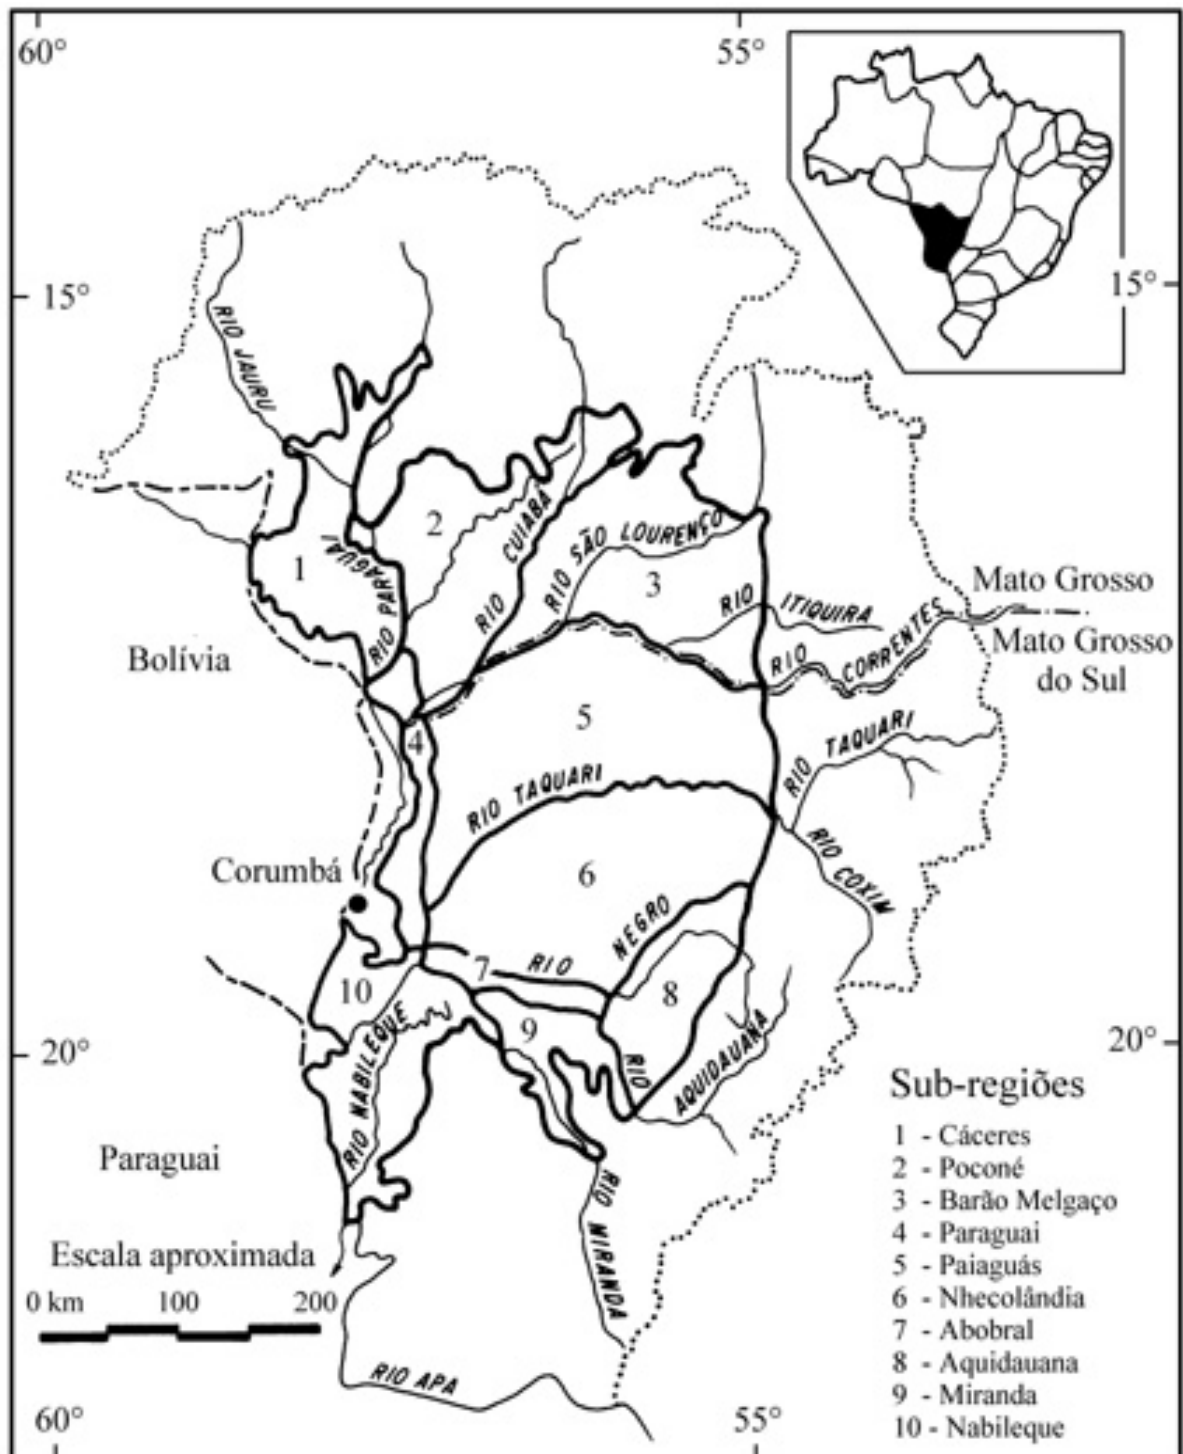 60°
55°
15°
15°
RIO JAURU
2
RIO CUIABÁ
RIO SÃO LOURENÇO
1
RIO PARAGUAI
3
RIO ITIQUIRA
Mato Grosso
RIO CORRENTES
Mato Grosso
do Sul
Bolívia
4
5
RIO TAQUARI
RIO TAQUARI
RIO COXIM
Corumbá
6
RIO NEGRO
7
8
10
9
RIO NABILEQUE
RIO AQUIDAUANA
20°
20°
Paraguai
RIO MIRANDA
Escala aproximada
0 km 100 200
RIO APA
Sub-regiões
1 - Cáceres
2 - Poconé
3 - Barão Melgaço
4 - Paraguai
5 - Paiaguás
6 - Nhecolândia
7 - Abobral
8 - Aquidauana
9 - Miranda
10 - Nabileque
60°
55°